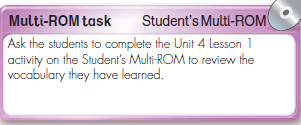 Multi-ROM task Student's Multi-ROM
Ask the students to complete the Unit 4 Lesson 1
activity on the Student's Multi-ROM to review the
vocabulary they have learned.